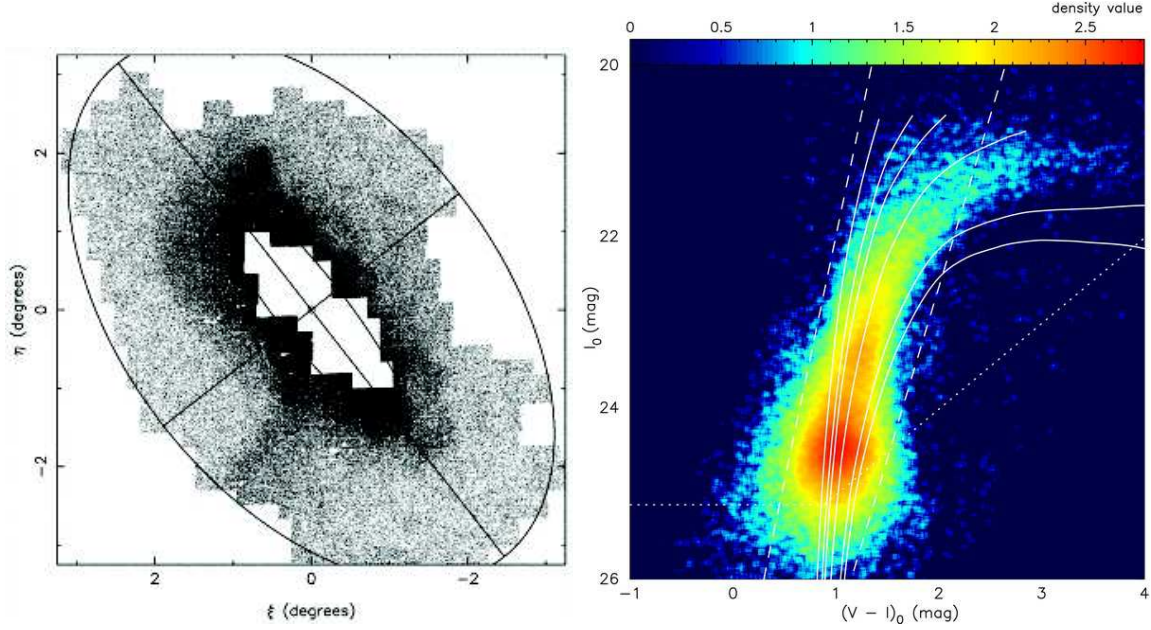 density value
0 0.5 1 1.5 2 2.5
η (degrees)
2
0
−2
2 0 −2
ξ (degrees)
I₀ (mag)
20
22
24
26
−1 0 1 2 3 4
(V − I)₀ (mag)